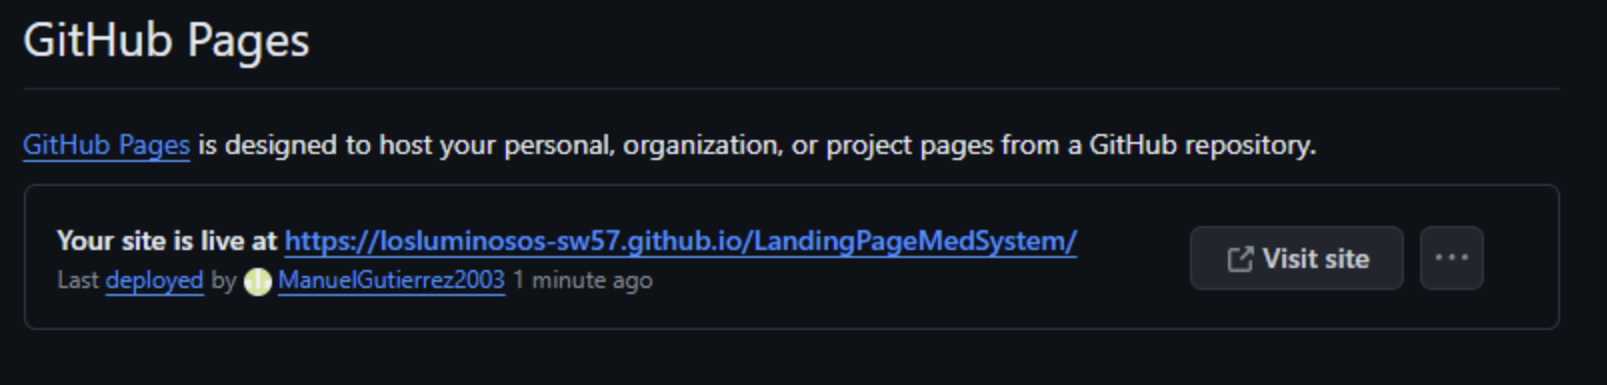 GitHub Pages
GitHub Pages is designed to host your personal, organization, or project pages from a GitHub repository.
Your site is live at https://losluminosos-sw57.github.io/LandingPageMedSystem/
Last deployed by ManuelGutierrez2003 1 minute ago
Visit site